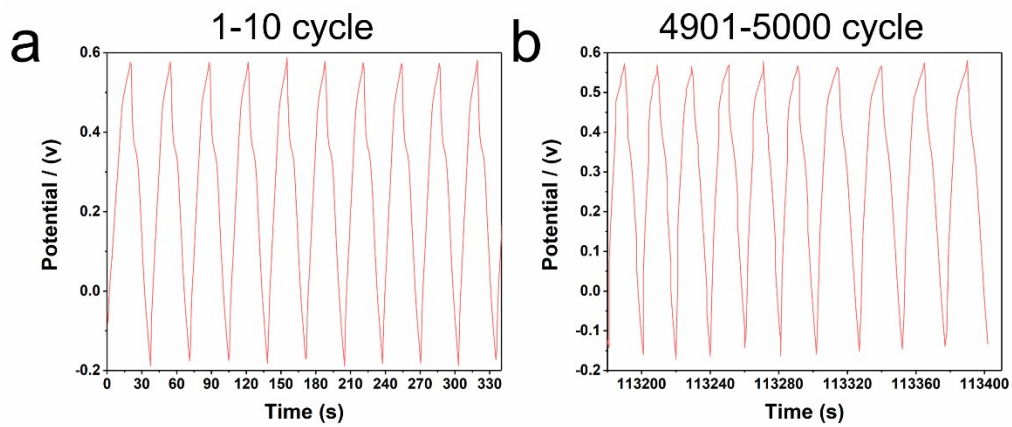 a
1-10 cycle
0.6
0.4
0.2
0.0
-0.2
Potential / (v)
0 30 60 90 120 150 180 210 240 270 300 330
Time (s)
b
4901-5000 cycle
0.6
0.5
0.4
0.3
0.2
0.1
0.0
-0.1
-0.2
Potential / (v)
113200 113240 113280 113320 113360 113400
Time (s)